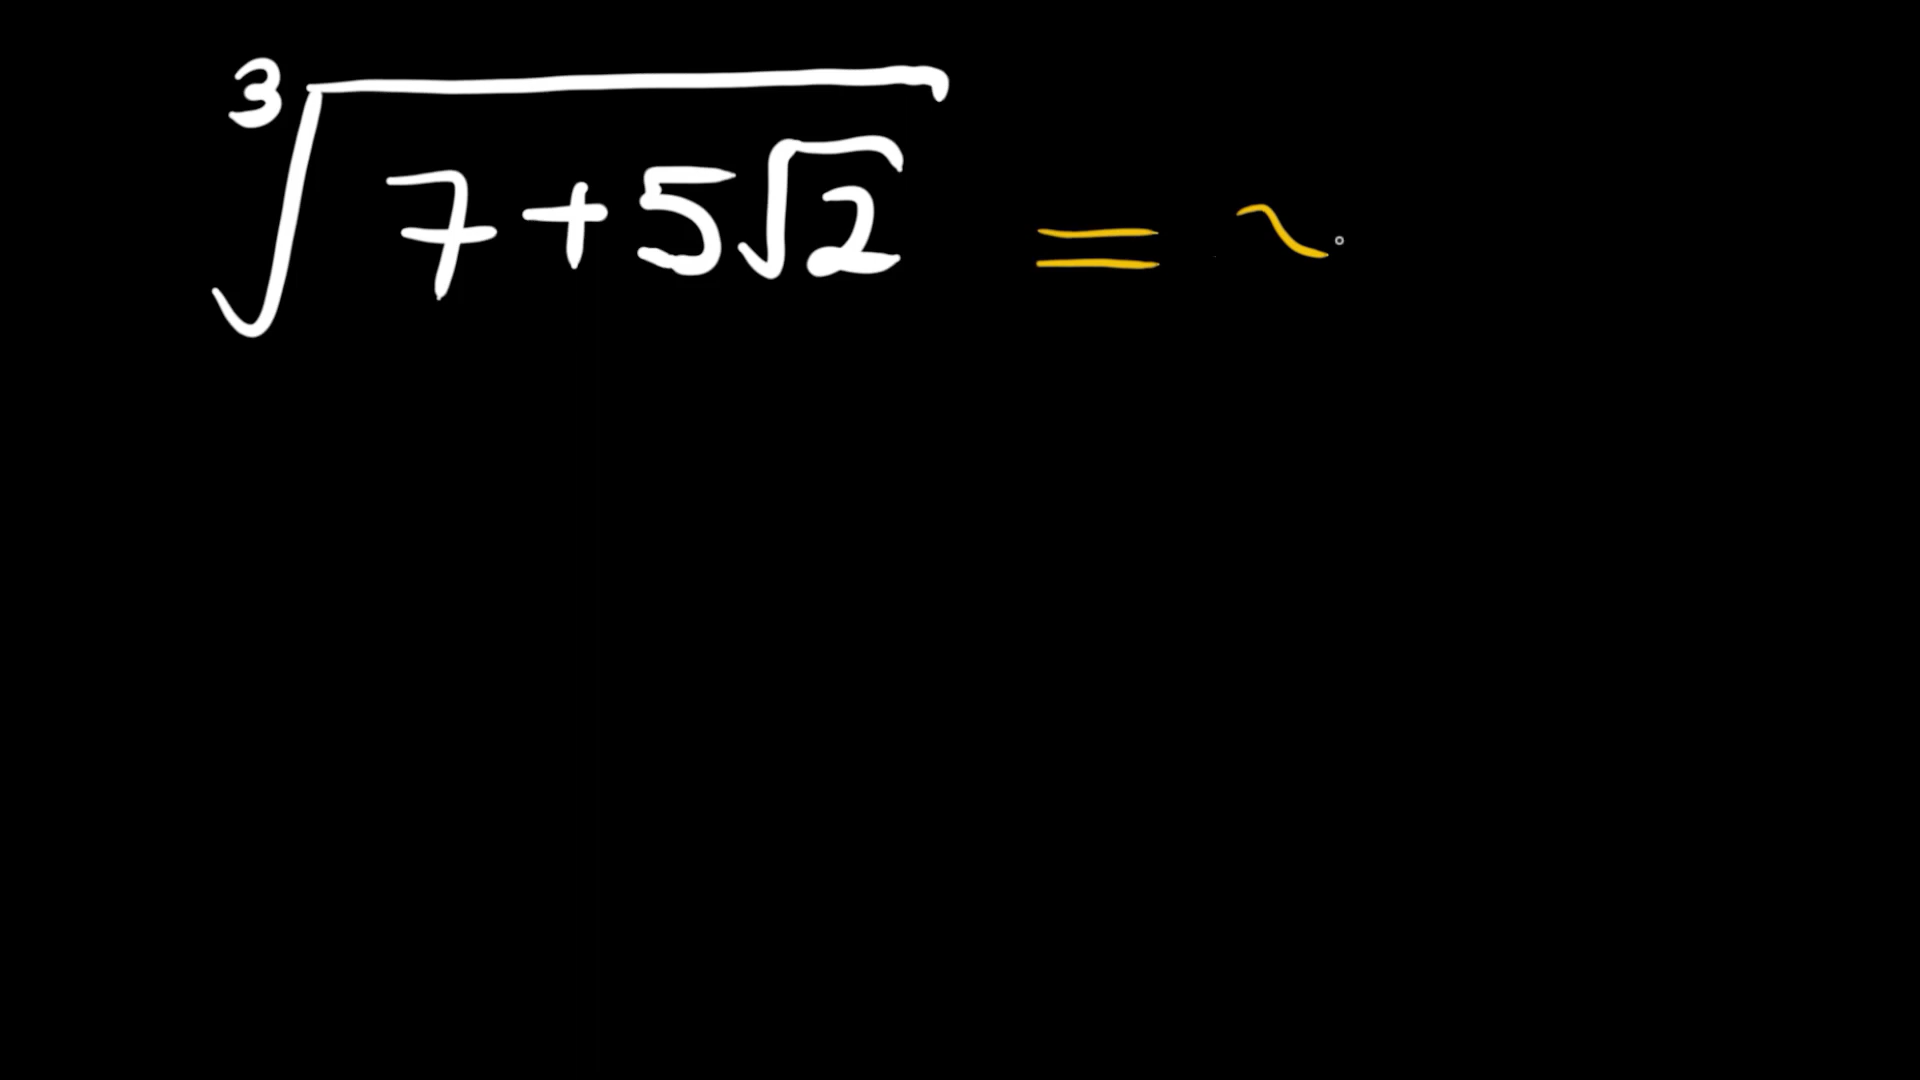 ∛(7+5√2) =